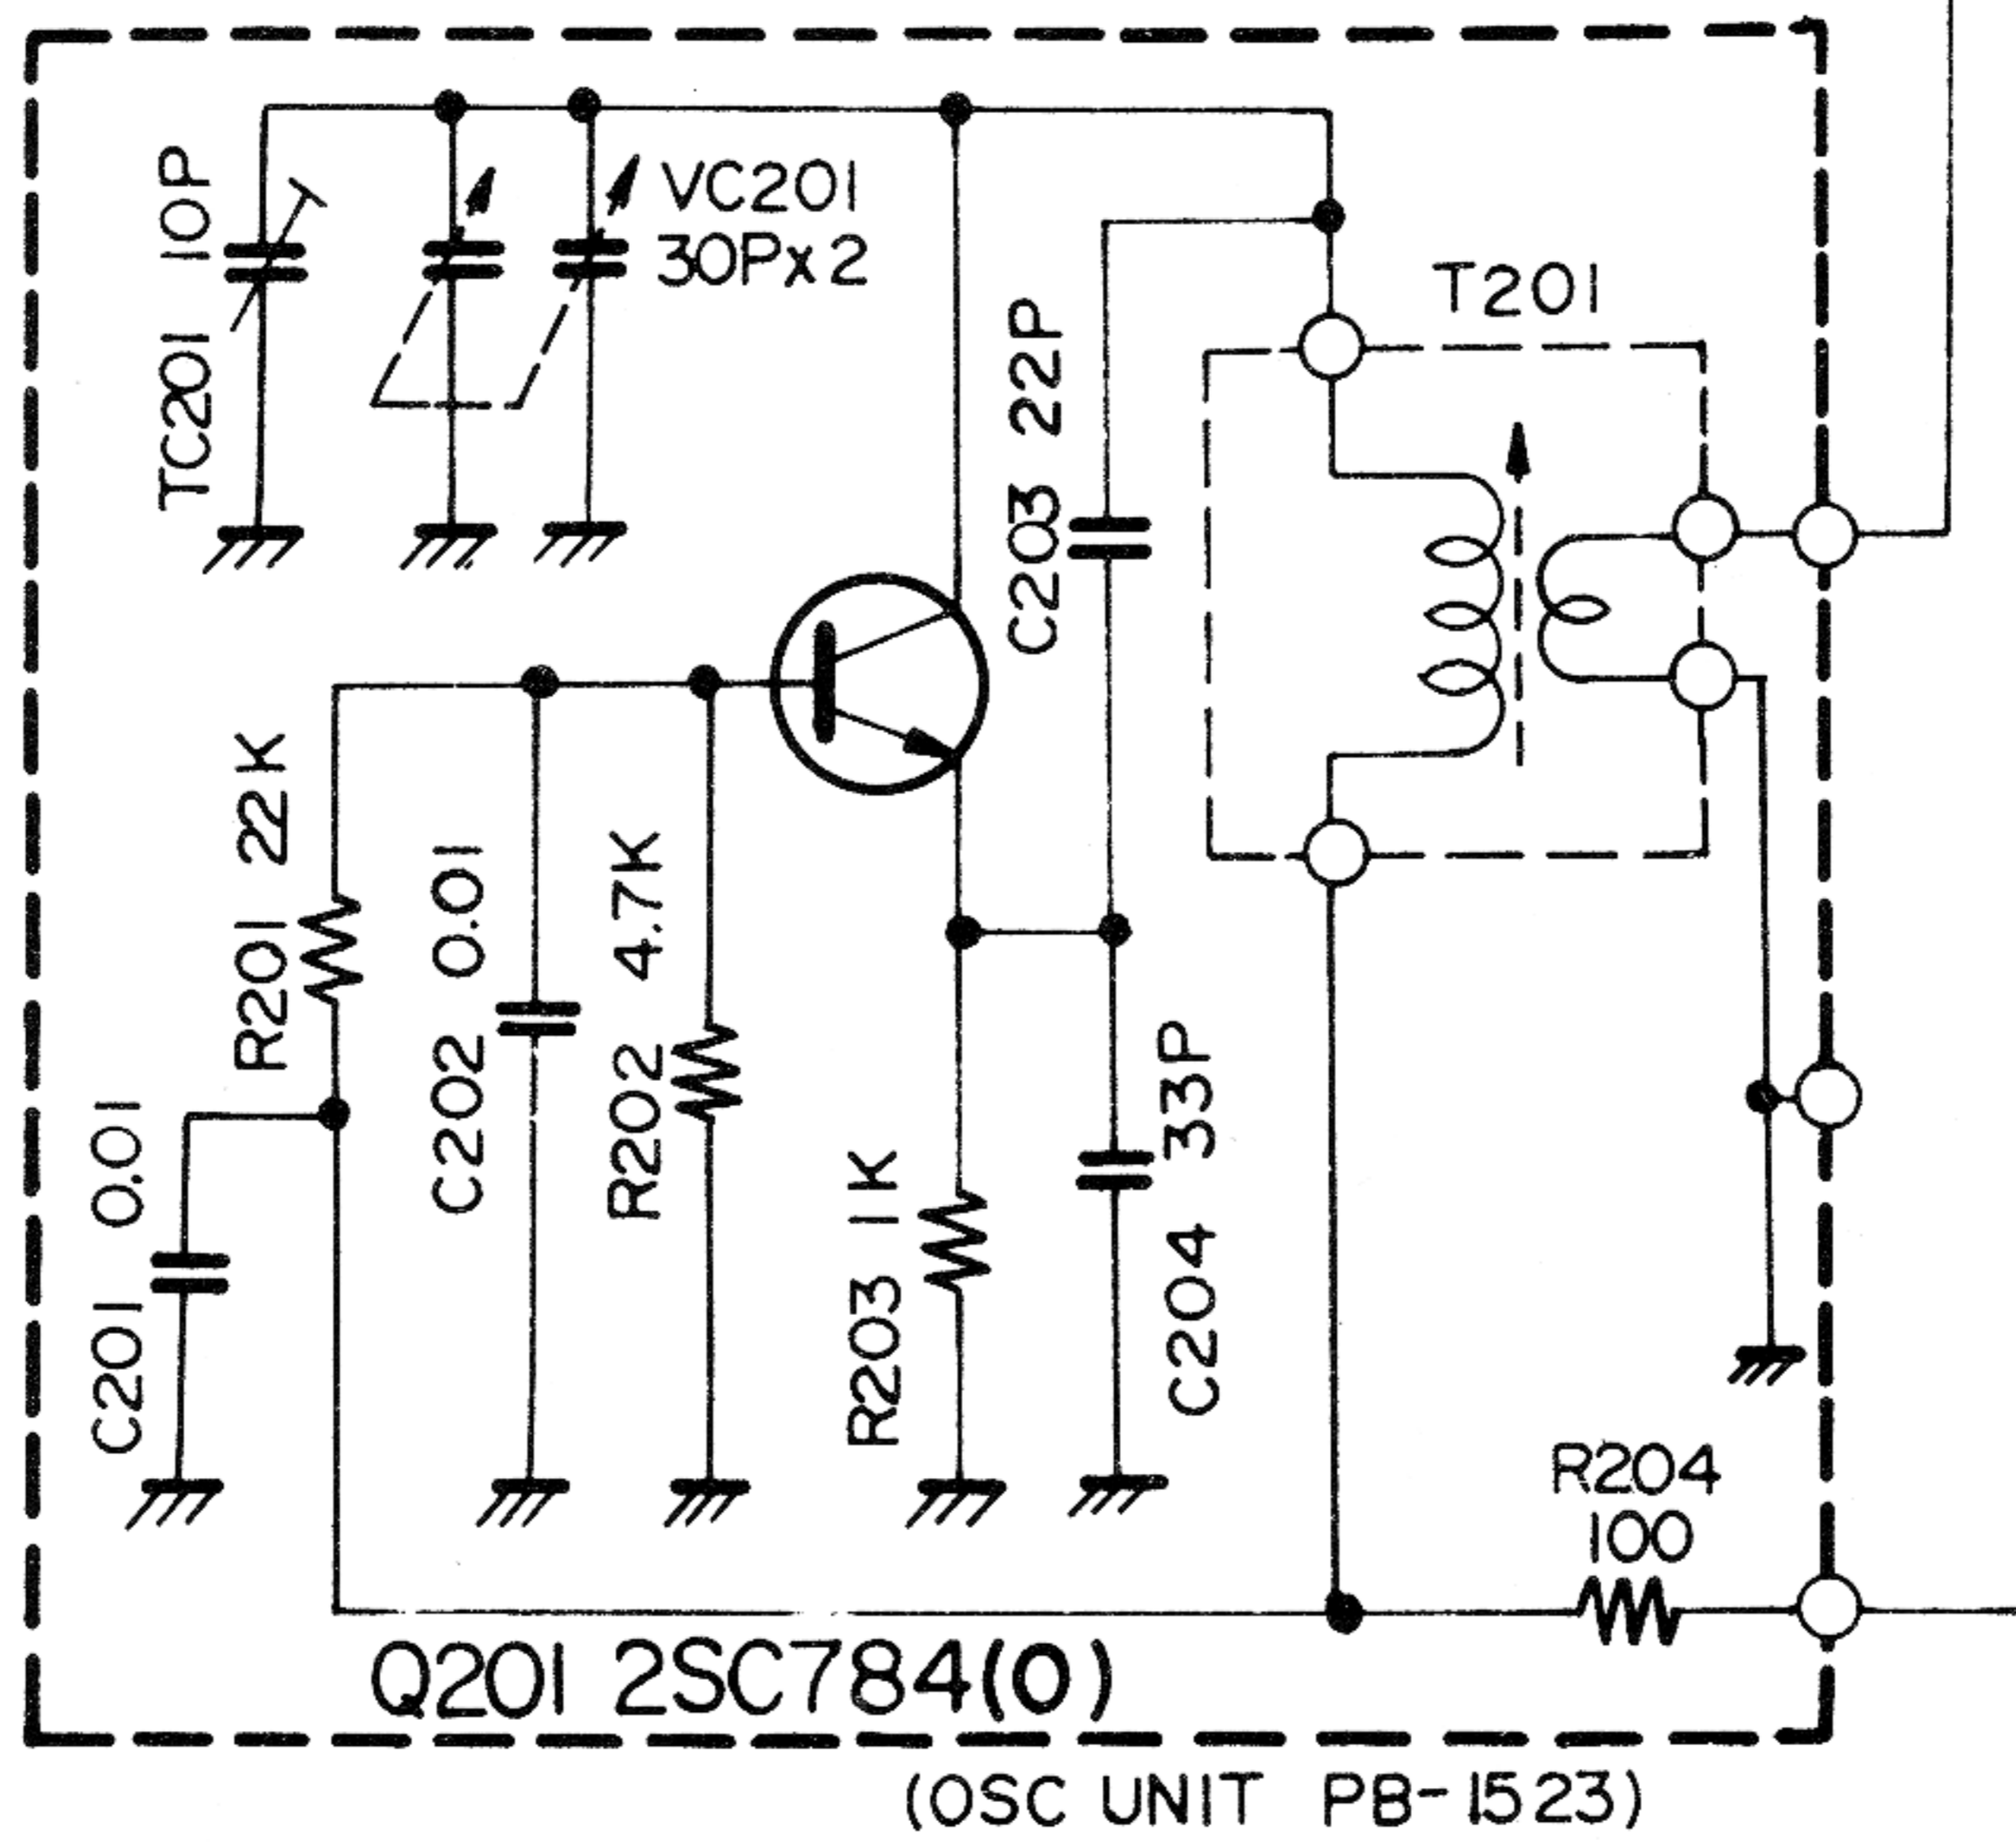 TC201 10P
VC201
30Px2
T201
C203 22P
R201 22K
C202 0.01
R202 4.7K
C201 0.01
R203 1K
C204 33P
R204
100
Q201 2SC784(O)
(OSC UNIT PB-1523)